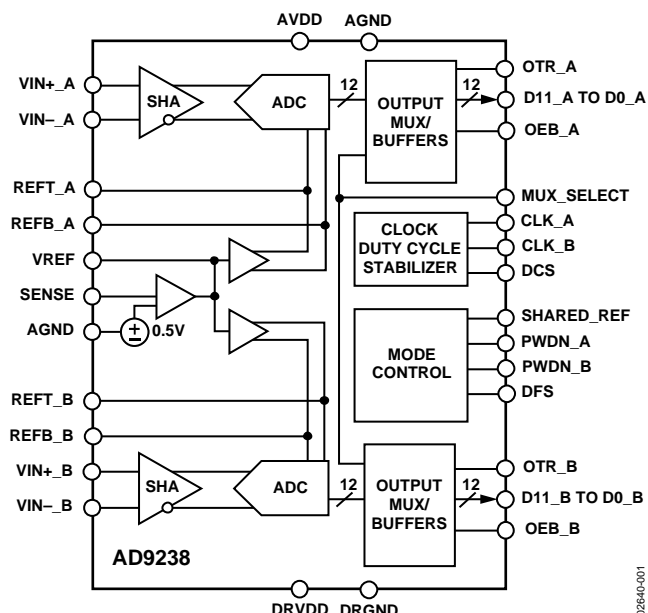 AVDD AGND
VIN+_A
VIN–_A
SHA
ADC
12
OUTPUT
MUX/
BUFFERS
12
OTR_A
D11_A TO D0_A
OEB_A
REFT_A
REFB_A
MUX_SELECT
VREF
SENSE
AGND
0.5V
CLOCK
DUTY CYCLE
STABILIZER
CLK_A
CLK_B
DCS
MODE
CONTROL
SHARED_REF
PWDN_A
PWDN_B
DFS
REFT_B
REFB_B
VIN+_B
VIN–_B
SHA
ADC
12
OUTPUT
MUX/
BUFFERS
12
OTR_B
D11_B TO D0_B
OEB_B
AD9238
DRVDD DRGND
02640-001